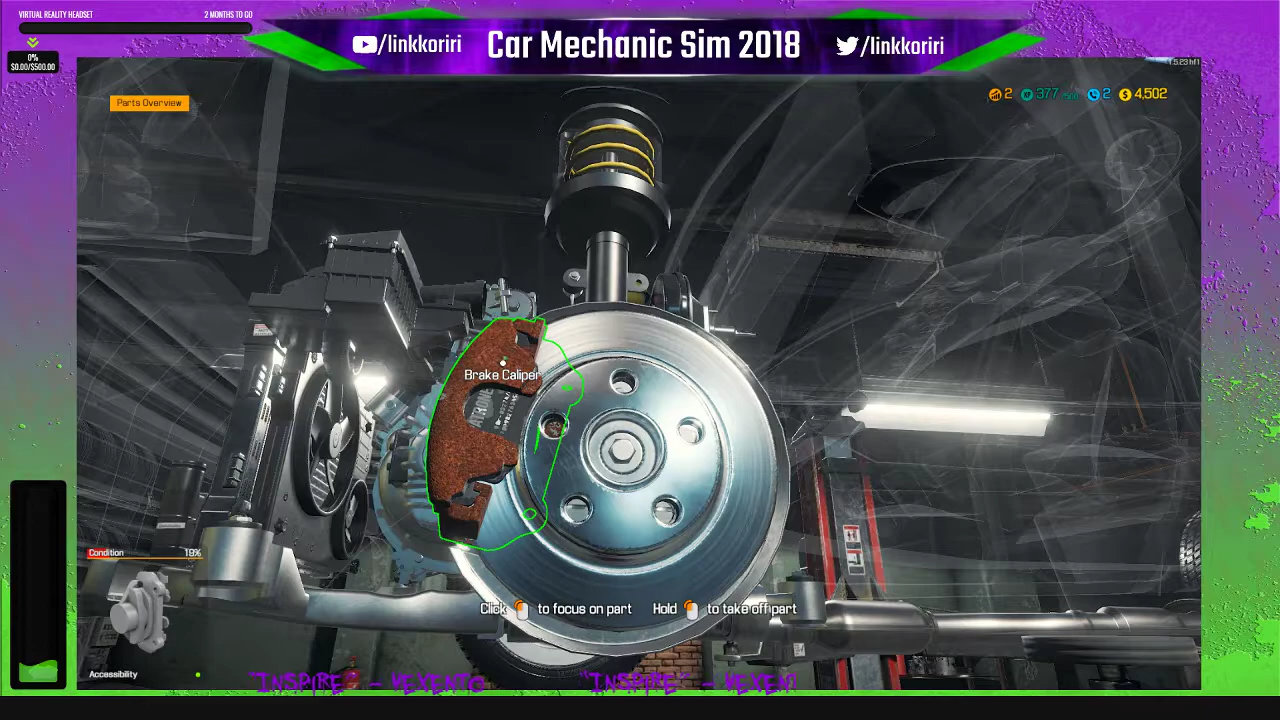 VIRTUAL REALITY HEADSET 2 MONTHS TO GO
0%
$0.00/$500.00
/linkkoriri Car Mechanic Sim 2018 /linkkoriri
Parts Overview
2 377 2 4,502
Brake Caliper
Condition 19%
Click to focus on part Hold to take off part
Accessibility
"INSPIRE" - VEXENTO "INSPIRE" - VEXENT